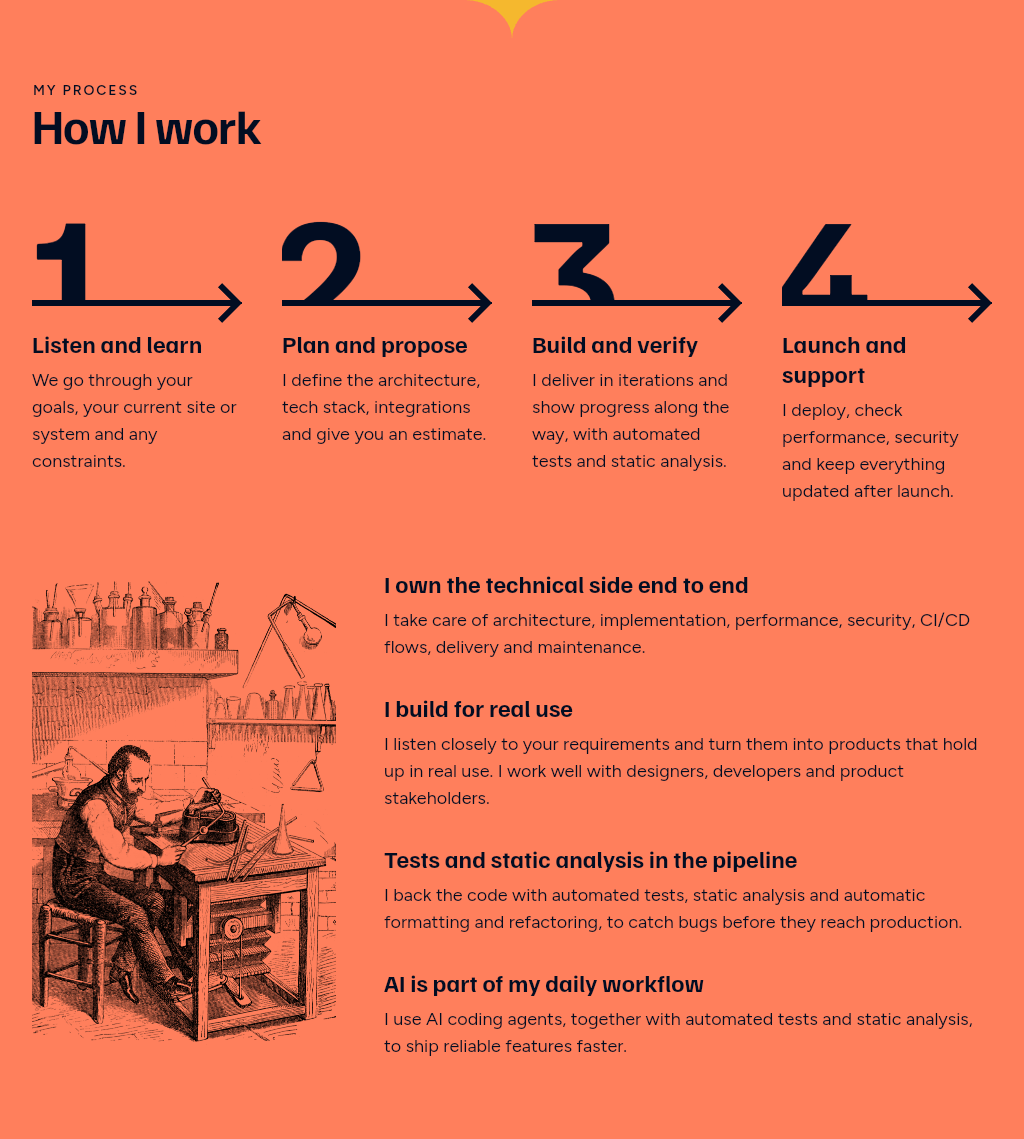 MY PROCESS
How I work
1
Listen and learn
We go through your
goals, your current site or
system and any
constraints.
2
Plan and propose
I define the architecture,
tech stack, integrations
and give you an estimate.
3
Build and verify
I deliver in iterations and
show progress along the
way, with automated
tests and static analysis.
4
Launch and
support
I deploy, check
performance, security
and keep everything
updated after launch.
I own the technical side end to end
I take care of architecture, implementation, performance, security, CI/CD
flows, delivery and maintenance.
I build for real use
I listen closely to your requirements and turn them into products that hold
up in real use. I work well with designers, developers and product
stakeholders.
Tests and static analysis in the pipeline
I back the code with automated tests, static analysis and automatic
formatting and refactoring, to catch bugs before they reach production.
AI is part of my daily workflow
I use AI coding agents, together with automated tests and static analysis,
to ship reliable features faster.